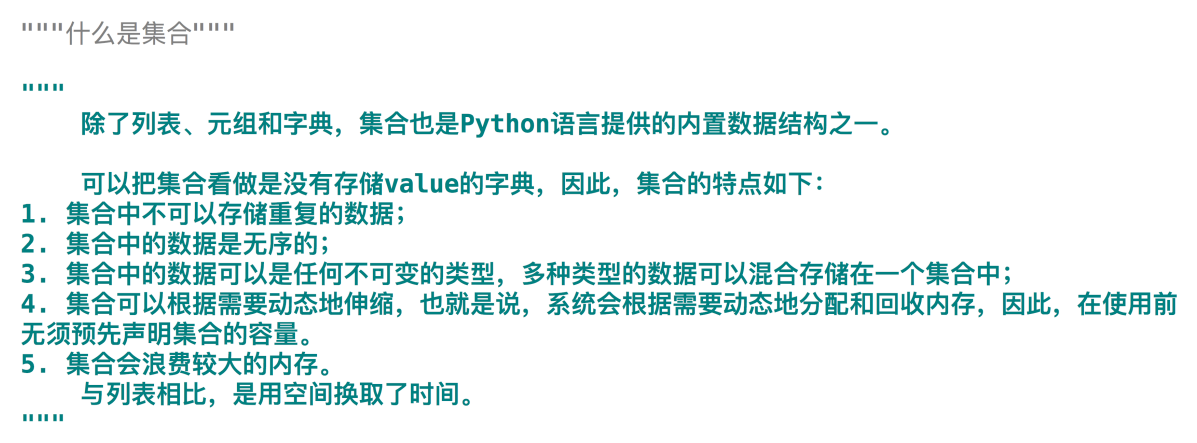 """什么是集合"""
"""
除了列表、元组和字典，集合也是Python语言提供的内置数据结构之一。
可以把集合看做是没有存储value的字典，因此，集合的特点如下：
1. 集合中不可以存储重复的数据；
2. 集合中的数据是无序的；
3. 集合中的数据可以是任何不可变的类型，多种类型的数据可以混合存储在一个集合中；
4. 集合可以根据需要动态地伸缩，也就是说，系统会根据需要动态地分配和回收内存，因此，在使用前
无须预先声明集合的容量。
5. 集合会浪费较大的内存。
与列表相比，是用空间换取了时间。
"""